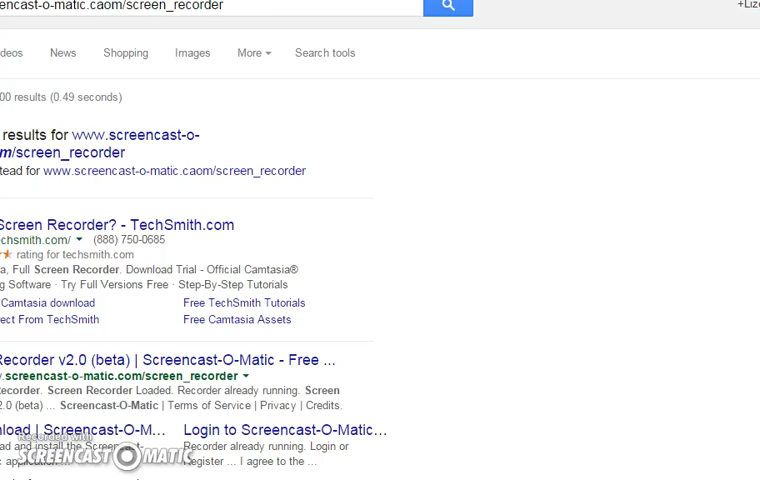 encast-o-matic.caom/screen_recorder
+Liz
deos News Shopping Images More Search tools
00 results (0.49 seconds)
results for www.screencast-o-
m/screen_recorder
tead for www.screencast-o-matic.caom/screen_recorder
Screen Recorder? - TechSmith.com
chsmith.com/ (888) 750-0685
rating for techsmith.com
a, Full Screen Recorder. Download Trial - Official Camtasia®
g Software · Try Full Versions Free · Step-By-Step Tutorials
Camtasia download Free TechSmith Tutorials
rect From TechSmith Free Camtasia Assets
Recorder v2.0 (beta) | Screencast-O-Matic - Free ...
.screencast-o-matic.com/screen_recorder
ecorder. Screen Recorder Loaded. Recorder already running. Screen
2.0 (beta) ... Screencast-O-Matic | Terms of Service | Privacy | Credits.
nload | Screencast-O-M... Login to Screencast-O-Matic...
ad and install the Screencast- Recorder already running. Login or
c application ... Register ... I agree to the ...
Recorded with
SCREENCAST O MATIC